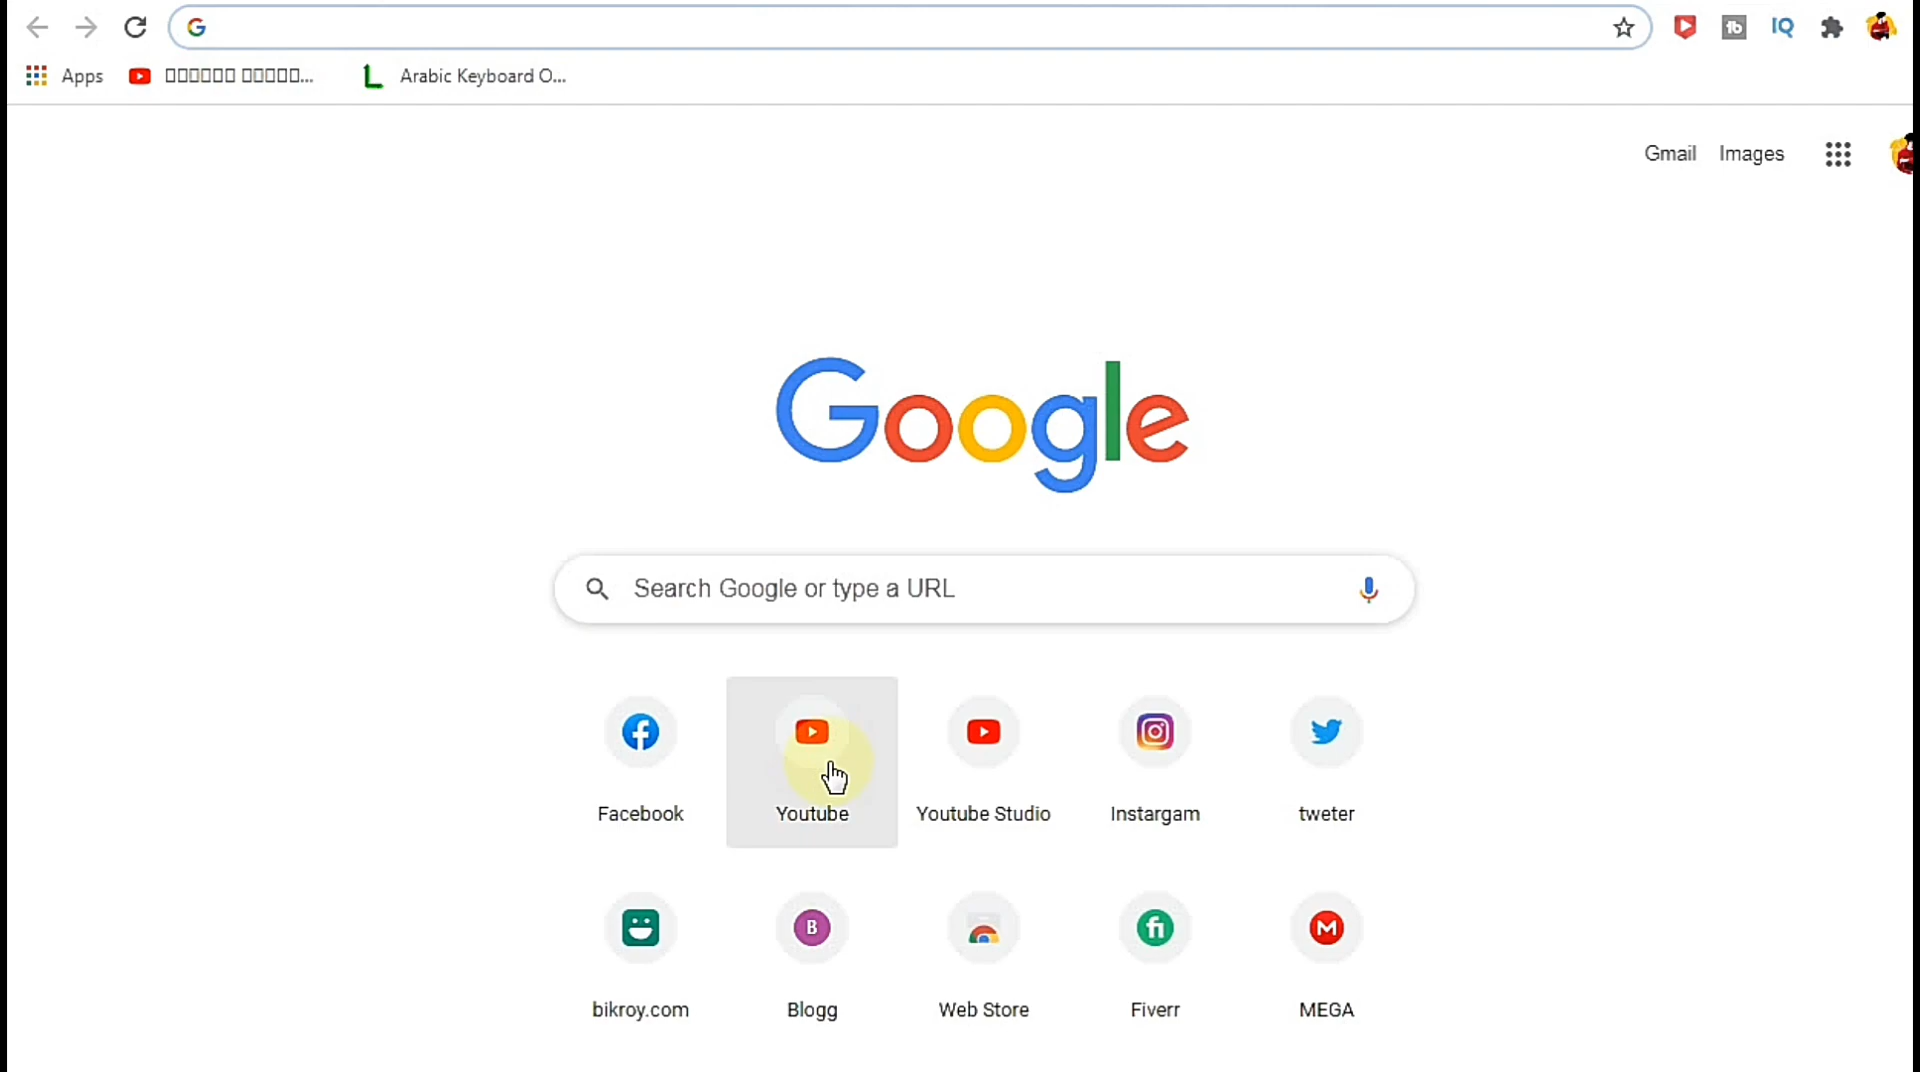 Apps
Arabic Keyboard O...
Gmail Images
Google
Search Google or type a URL
Facebook Youtube Youtube Studio Instargam tweter
B
M
bikroy.com Blogg Web Store Fiverr MEGA